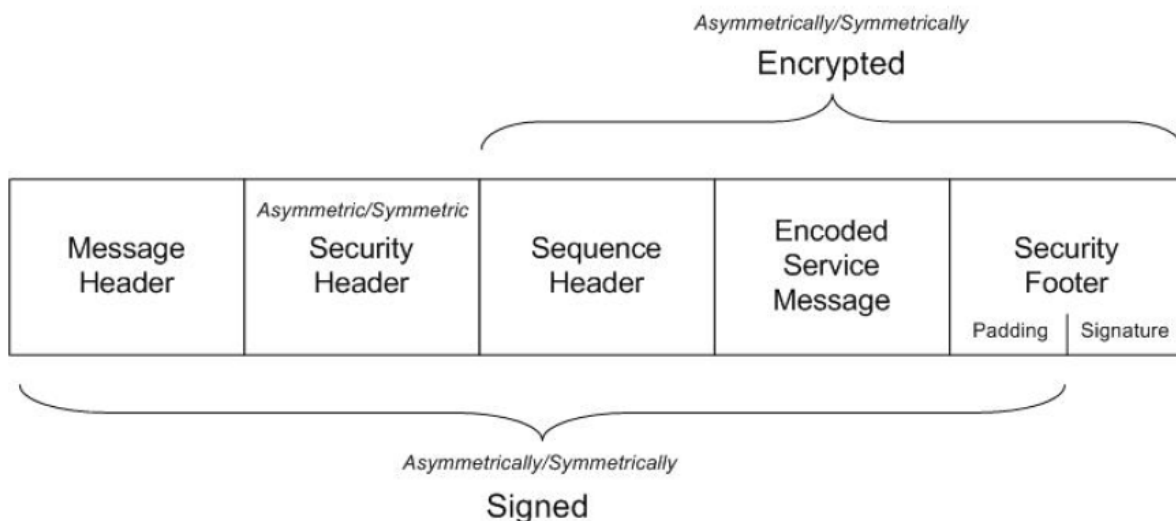 Asymmetrically/Symmetrically
Encrypted
Message
Header
Asymmetric/Symmetric
Security
Header
Sequence
Header
Encoded
Service
Message
Security
Footer
Padding
Signature
Asymmetrically/Symmetrically
Signed